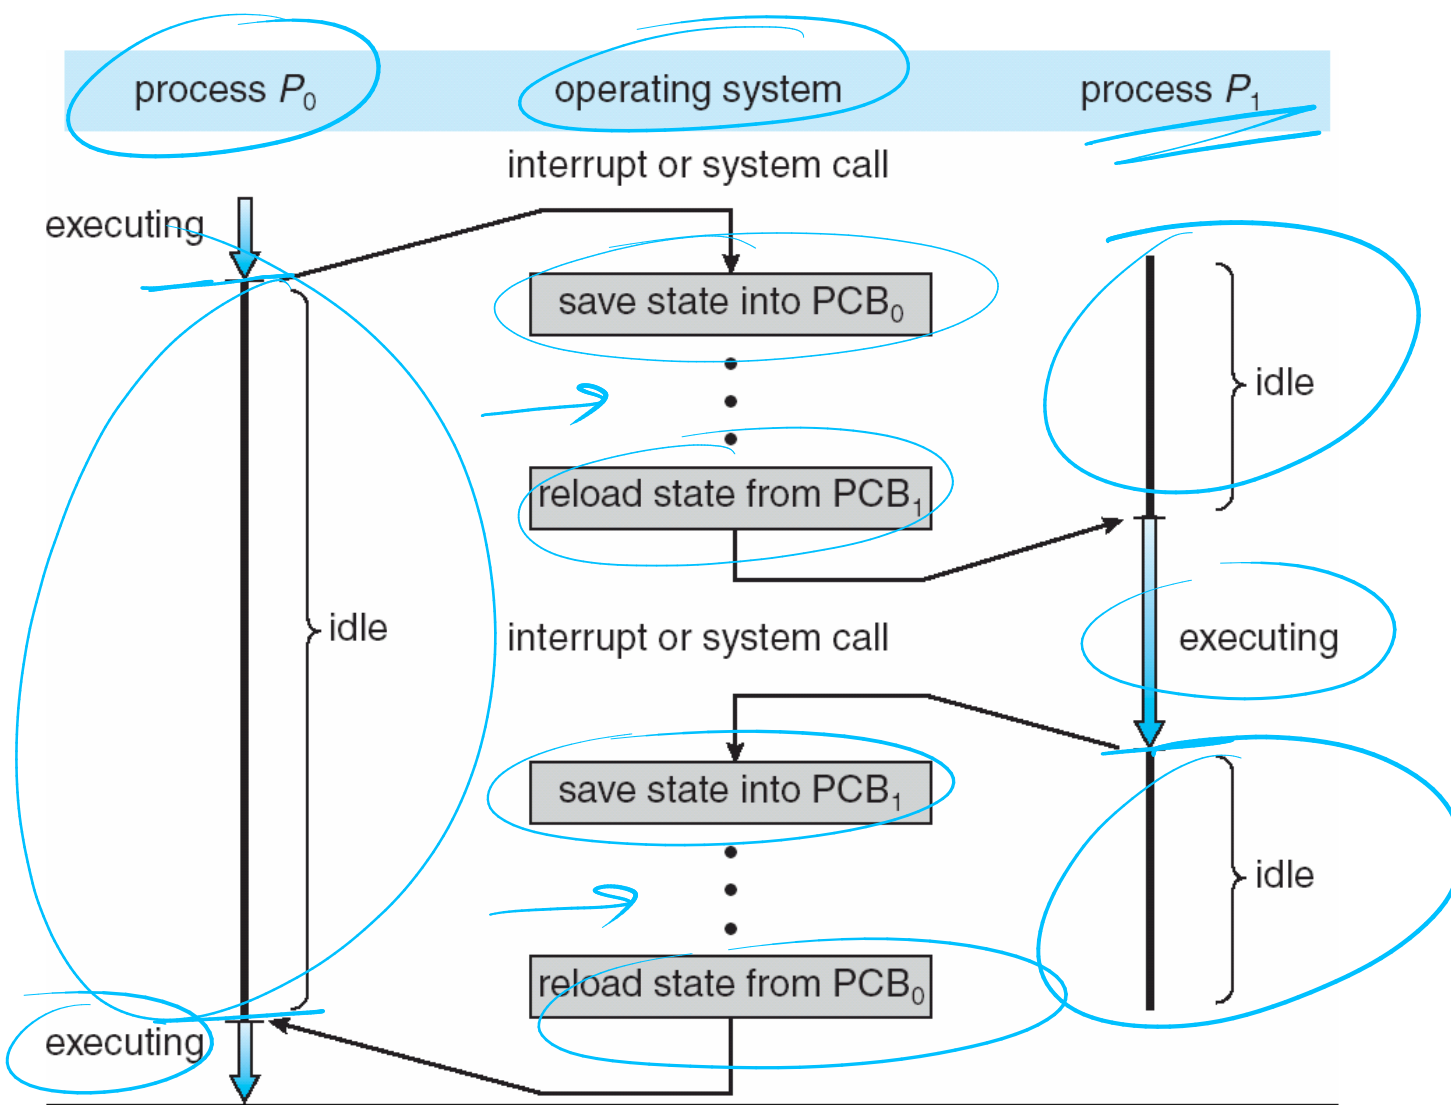 process P₀ operating system process P₁
interrupt or system call
executing
save state into PCB₀
idle
reload state from PCB₁
idle
interrupt or system call
executing
save state into PCB₁
idle
reload state from PCB₀
executing